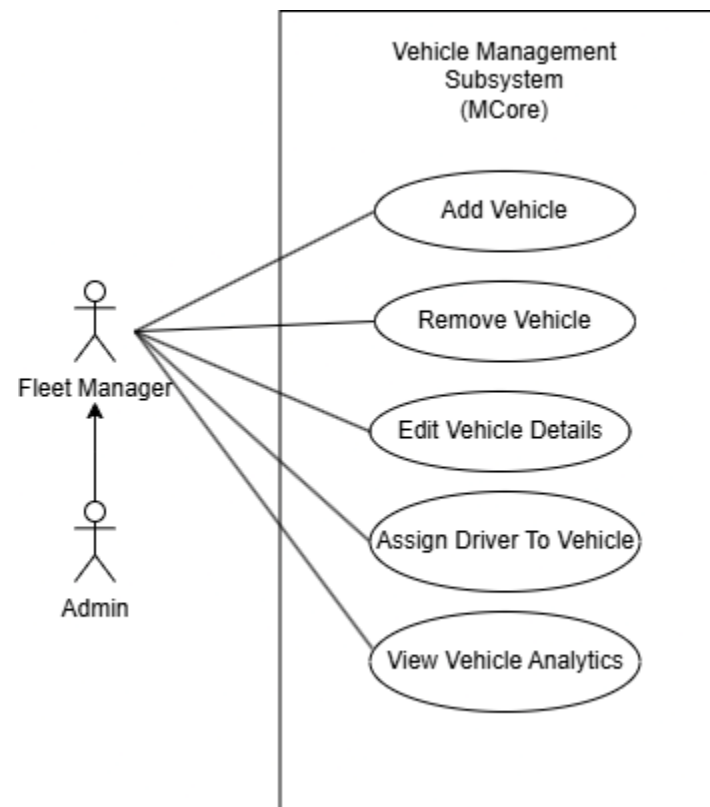 Vehicle Management
Subsystem
(MCore)
Add Vehicle
Remove Vehicle
Fleet Manager
Edit Vehicle Details
Assign Driver To Vehicle
Admin
View Vehicle Analytics